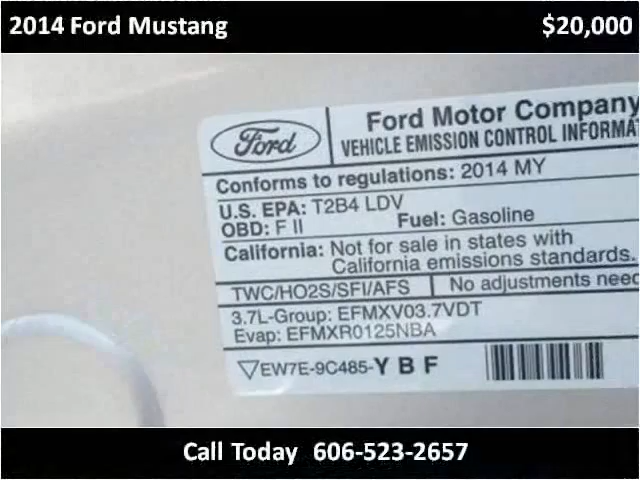 2014 Ford Mustang $20,000
Ford
Ford Motor Company
VEHICLE EMISSION CONTROL INFORMA
Conforms to regulations: 2014 MY
U.S. EPA: T2B4 LDV
OBD: F II Fuel: Gasoline
California: Not for sale in states with
California emissions standards.
TWC/HO2S/SFI/AFS No adjustments need
3.7L-Group: EFMXV03.7VDT
Evap: EFMXR0125NBA
EW7E-9C485-Y B F
Call Today 606-523-2657